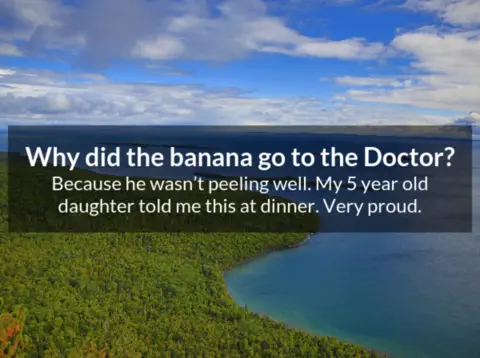 Why did the banana go to the Doctor?
Because he wasn't peeling well. My 5 year old
daughter told me this at dinner. Very proud.